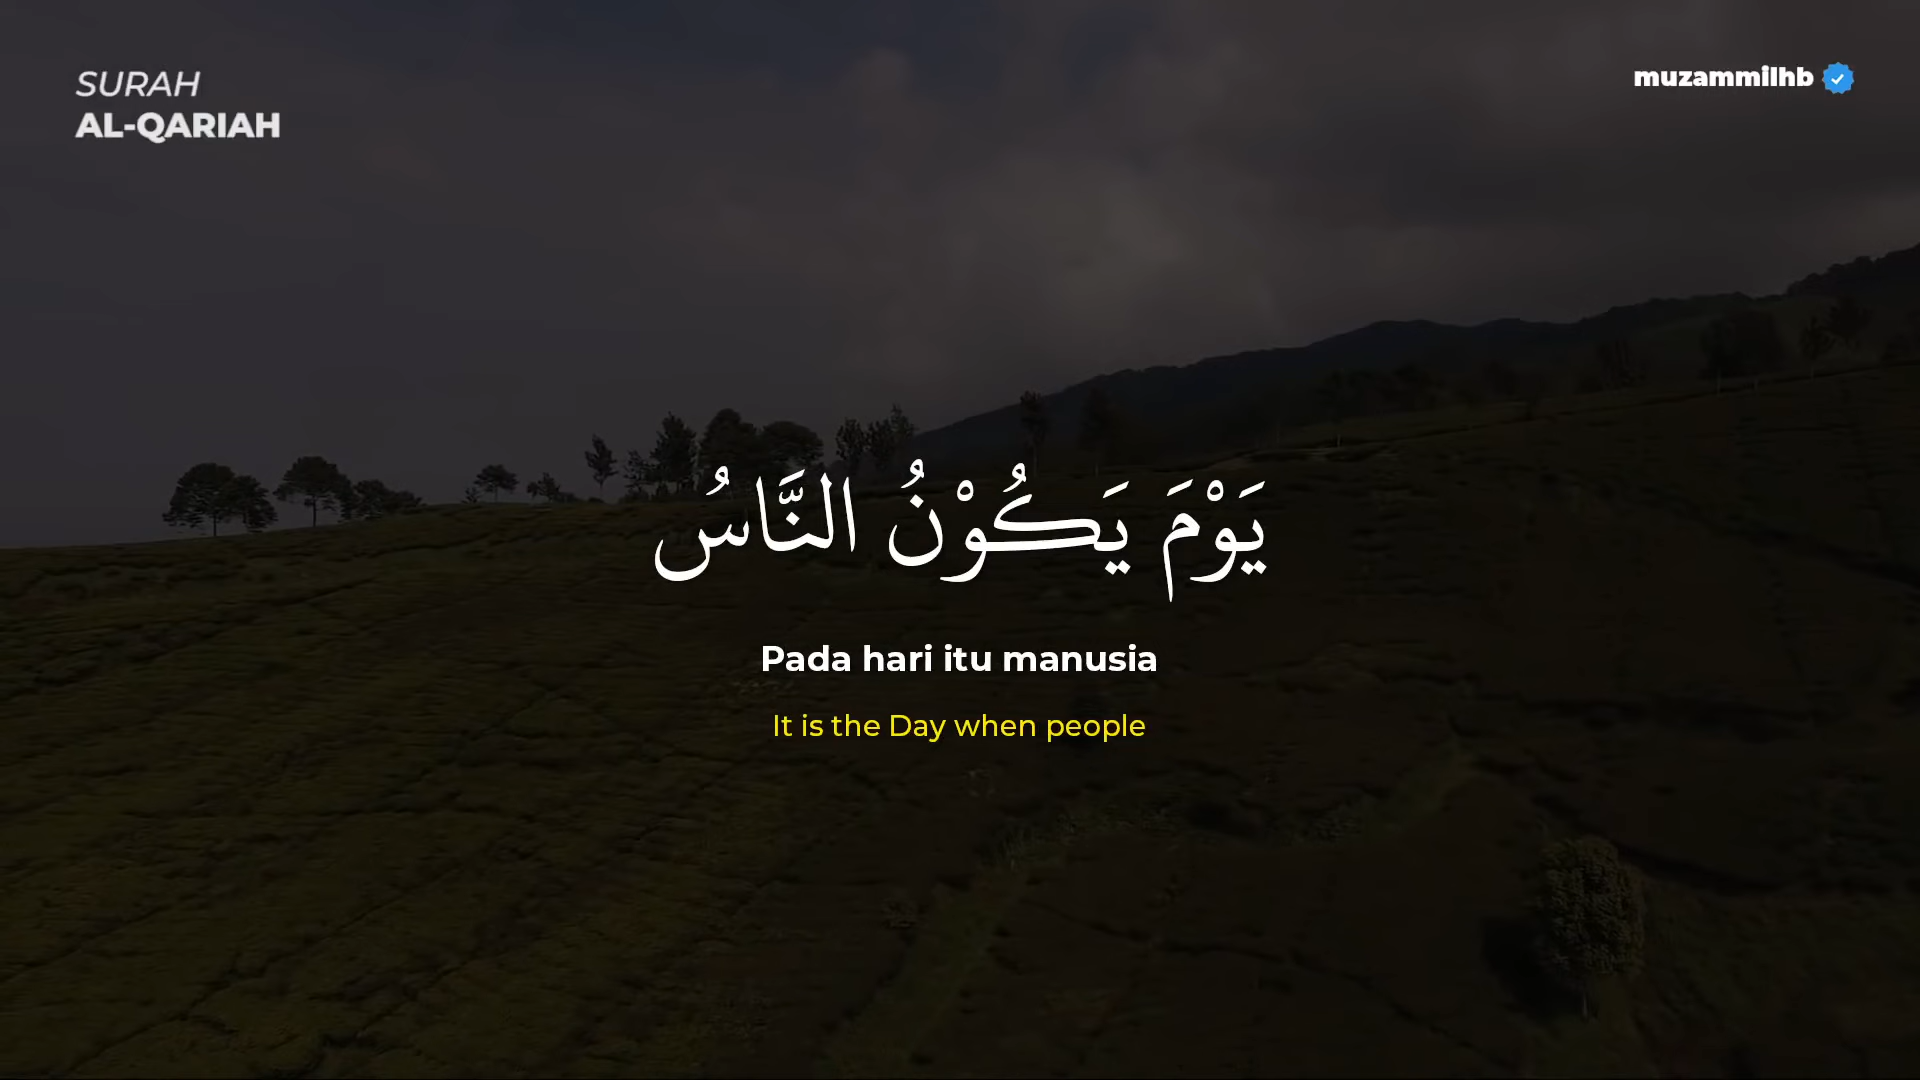 SURAH
AL-QARIAH
muzammilhb
يَوْمَ يَكُوْنُ النَّاسُ
Pada hari itu manusia
It is the Day when people